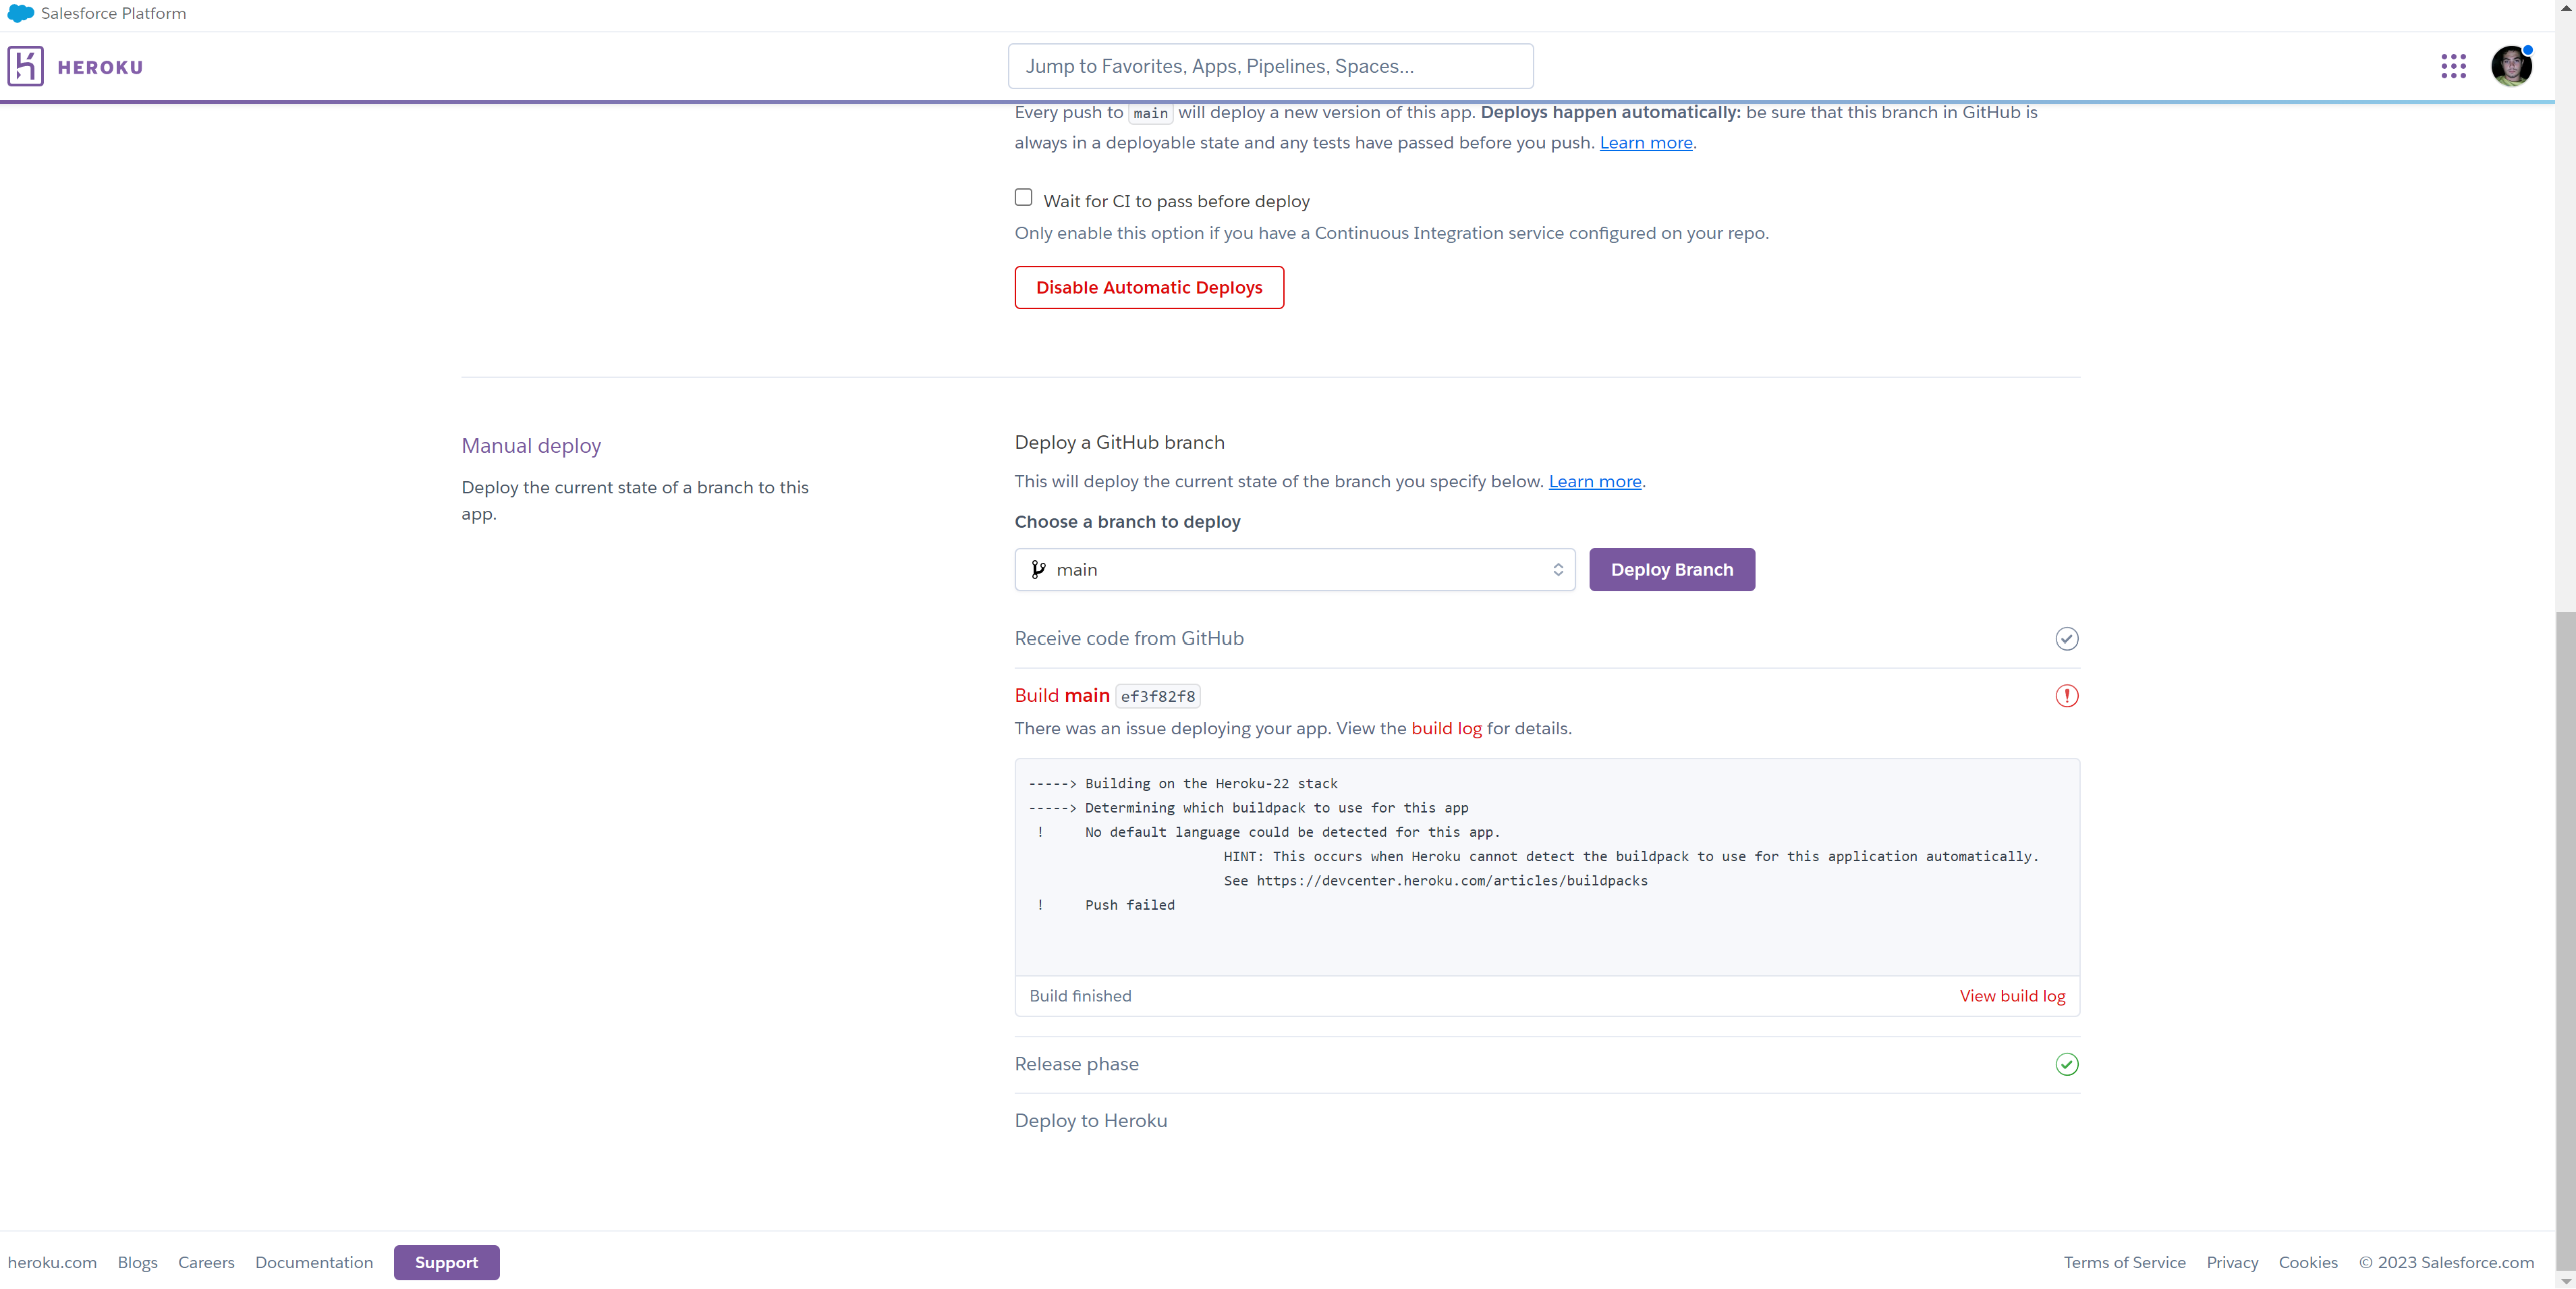 Salesforce Platform
HEROKU
Jump to Favorites, Apps, Pipelines, Spaces...
Every push to main will deploy a new version of this app. Deploys happen automatically: be sure that this branch in GitHub is
always in a deployable state and any tests have passed before you push. Learn more.
Wait for CI to pass before deploy
Only enable this option if you have a Continuous Integration service configured on your repo.
Disable Automatic Deploys
Manual deploy
Deploy the current state of a branch to this
app.
Deploy a GitHub branch
This will deploy the current state of the branch you specify below. Learn more.
Choose a branch to deploy
main
Deploy Branch
Receive code from GitHub
Build main ef3f82f8
There was an issue deploying your app. View the build log for details.
-----> Building on the Heroku-22 stack
-----> Determining which buildpack to use for this app
! No default language could be detected for this app.
HINT: This occurs when Heroku cannot detect the buildpack to use for this application automatically.
See https://devcenter.heroku.com/articles/buildpacks
! Push failed
Build finished
View build log
Release phase
Deploy to Heroku
heroku.com Blogs Careers Documentation Support
Terms of Service Privacy Cookies © 2023 Salesforce.com